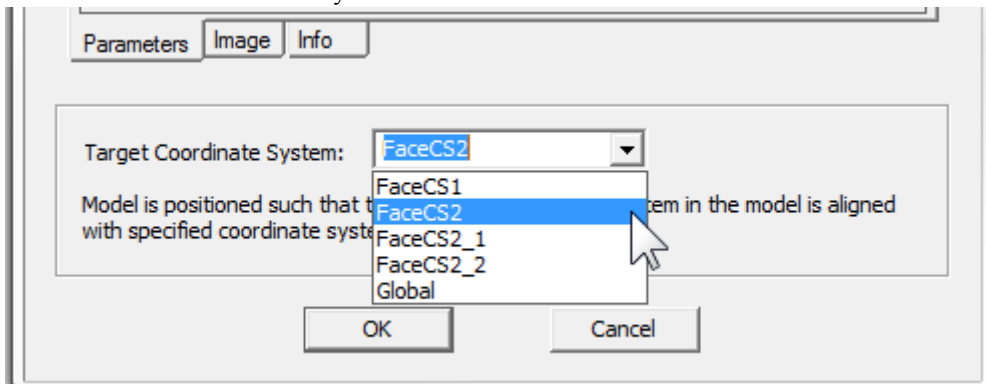 Parameters Image Info
Target Coordinate System: FaceCS2
FaceCS1
Model is positioned such that tem in the model is aligned
FaceCS2
with specified coordinate syste
FaceCS2_1
FaceCS2_2
Global
OK Cancel